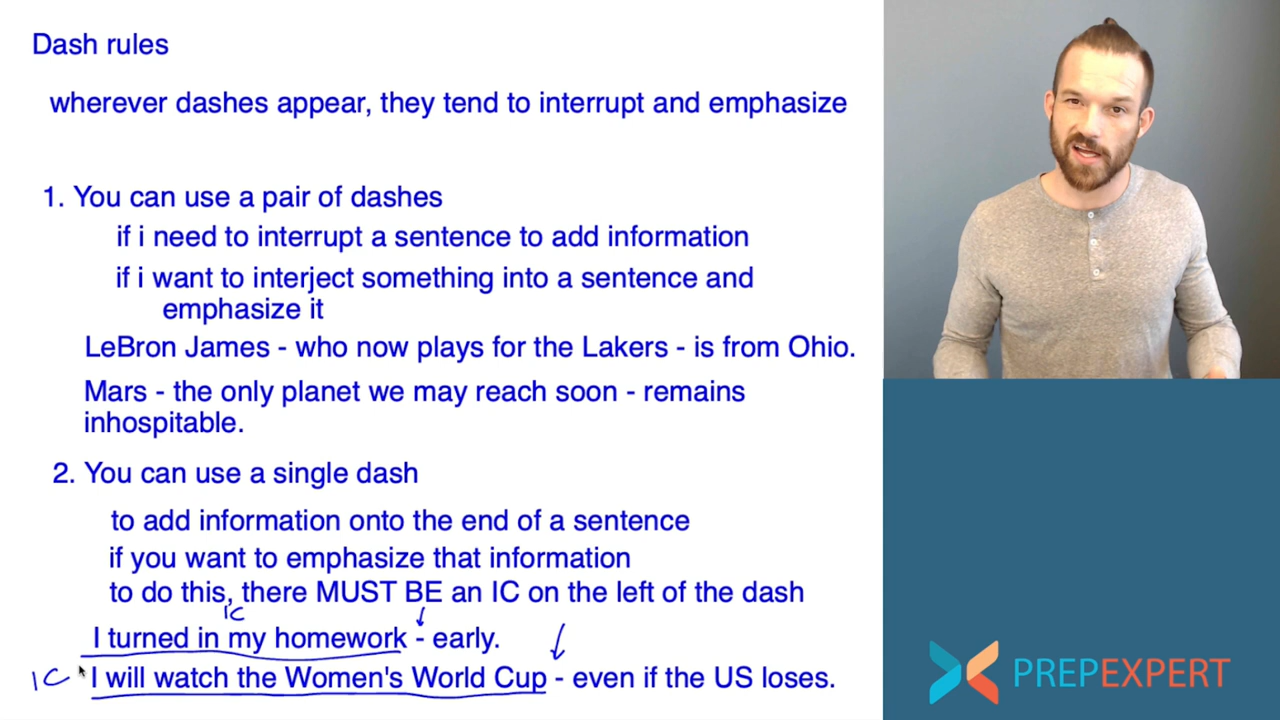 Dash rules
wherever dashes appear, they tend to interrupt and emphasize
1. You can use a pair of dashes
if i need to interrupt a sentence to add information
if i want to interject something into a sentence and
emphasize it
LeBron James - who now plays for the Lakers - is from Ohio.
Mars - the only planet we may reach soon - remains
inhospitable.
2. You can use a single dash
to add information onto the end of a sentence
if you want to emphasize that information
to do this, there MUST BE an IC on the left of the dash
IC
I turned in my homework - early.
IC I will watch the Women's World Cup - even if the US loses.
PREPEXPERT